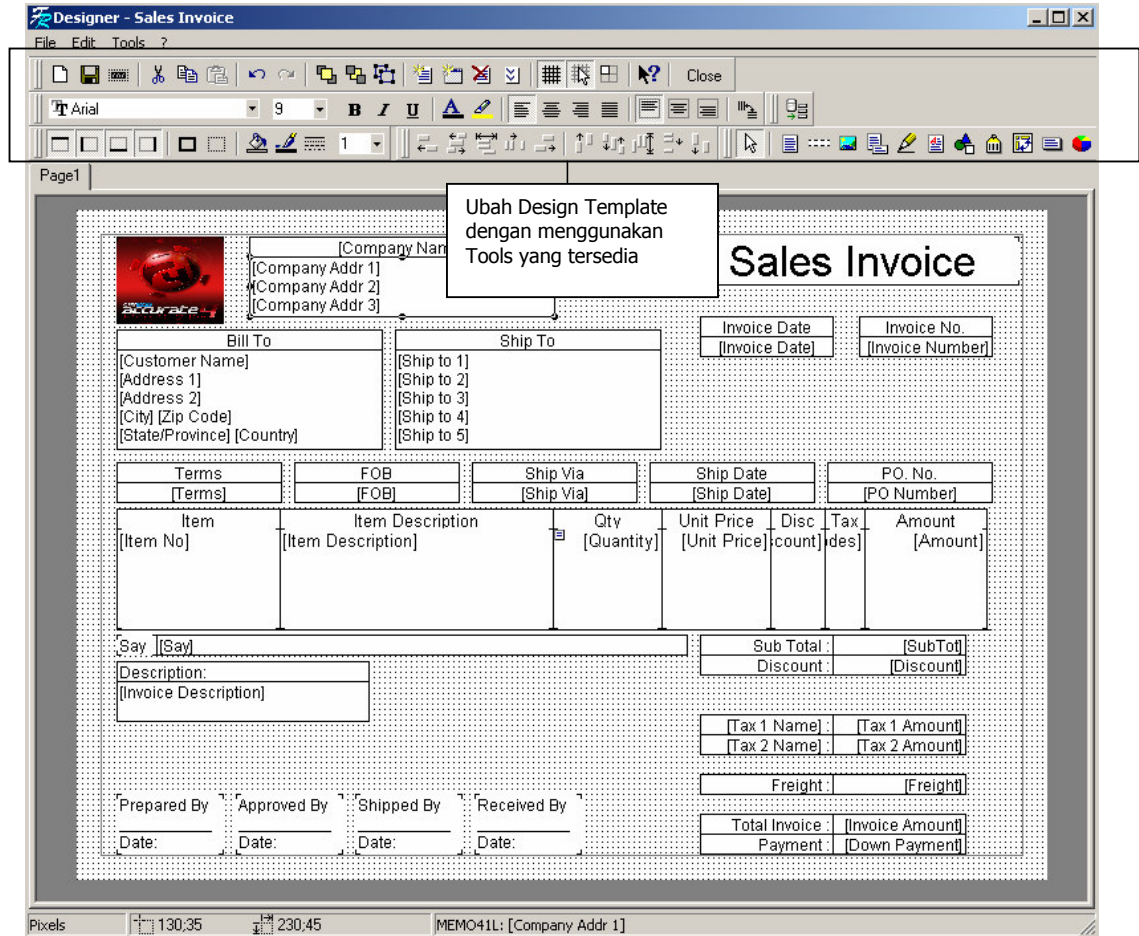 Designer - Sales Invoice
File Edit Tools ?
Close
Arial 9 B I U A
1
Page1
Ubah Design Template
dengan menggunakan
Tools yang tersedia
[Company Nam
Sales Invoice
[Company Addr 1]
[Company Addr 2]
[Company Addr 3]
accurate 4
Invoice Date Invoice No.
[Invoice Date] [Invoice Number]
Bill To Ship To
[Customer Name] [Ship to 1]
[Address 1] [Ship to 2]
[Address 2] [Ship to 3]
[City] [Zip Code] [Ship to 4]
[State/Province] [Country] [Ship to 5]
Terms FOB Ship Via Ship Date PO. No.
[Terms] [FOB] [Ship Via] [Ship Date] [PO Number]
Item Item Description Qty Unit Price Disc Tax Amount
[Item No] [Item Description] [Quantity] [Unit Price] count] des] [Amount]
Say [Say] Sub Total : [SubTot]
Discount : [Discount]
Description:
[Invoice Description]
[Tax 1 Name] : [Tax 1 Amount]
[Tax 2 Name] : [Tax 2 Amount]
Freight : [Freight]
Prepared By Approved By Shipped By Received By
Total Invoice : [Invoice Amount]
Date: Date: Date: Date:
Payment : [Down Payment]
Pixels 130;35 230;45 MEMO41L: [Company Addr 1]